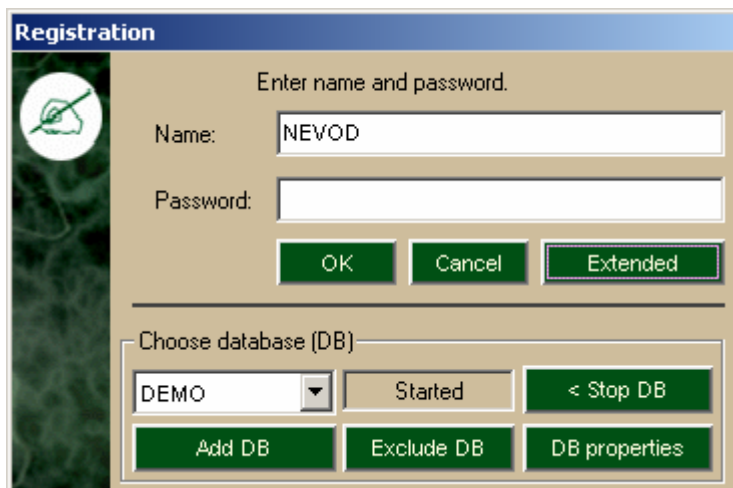 Registration
Enter name and password.
Name: NEVOD
Password:
OK Cancel Extended
Choose database (DB)
DEMO Started < Stop DB
Add DB Exclude DB DB properties